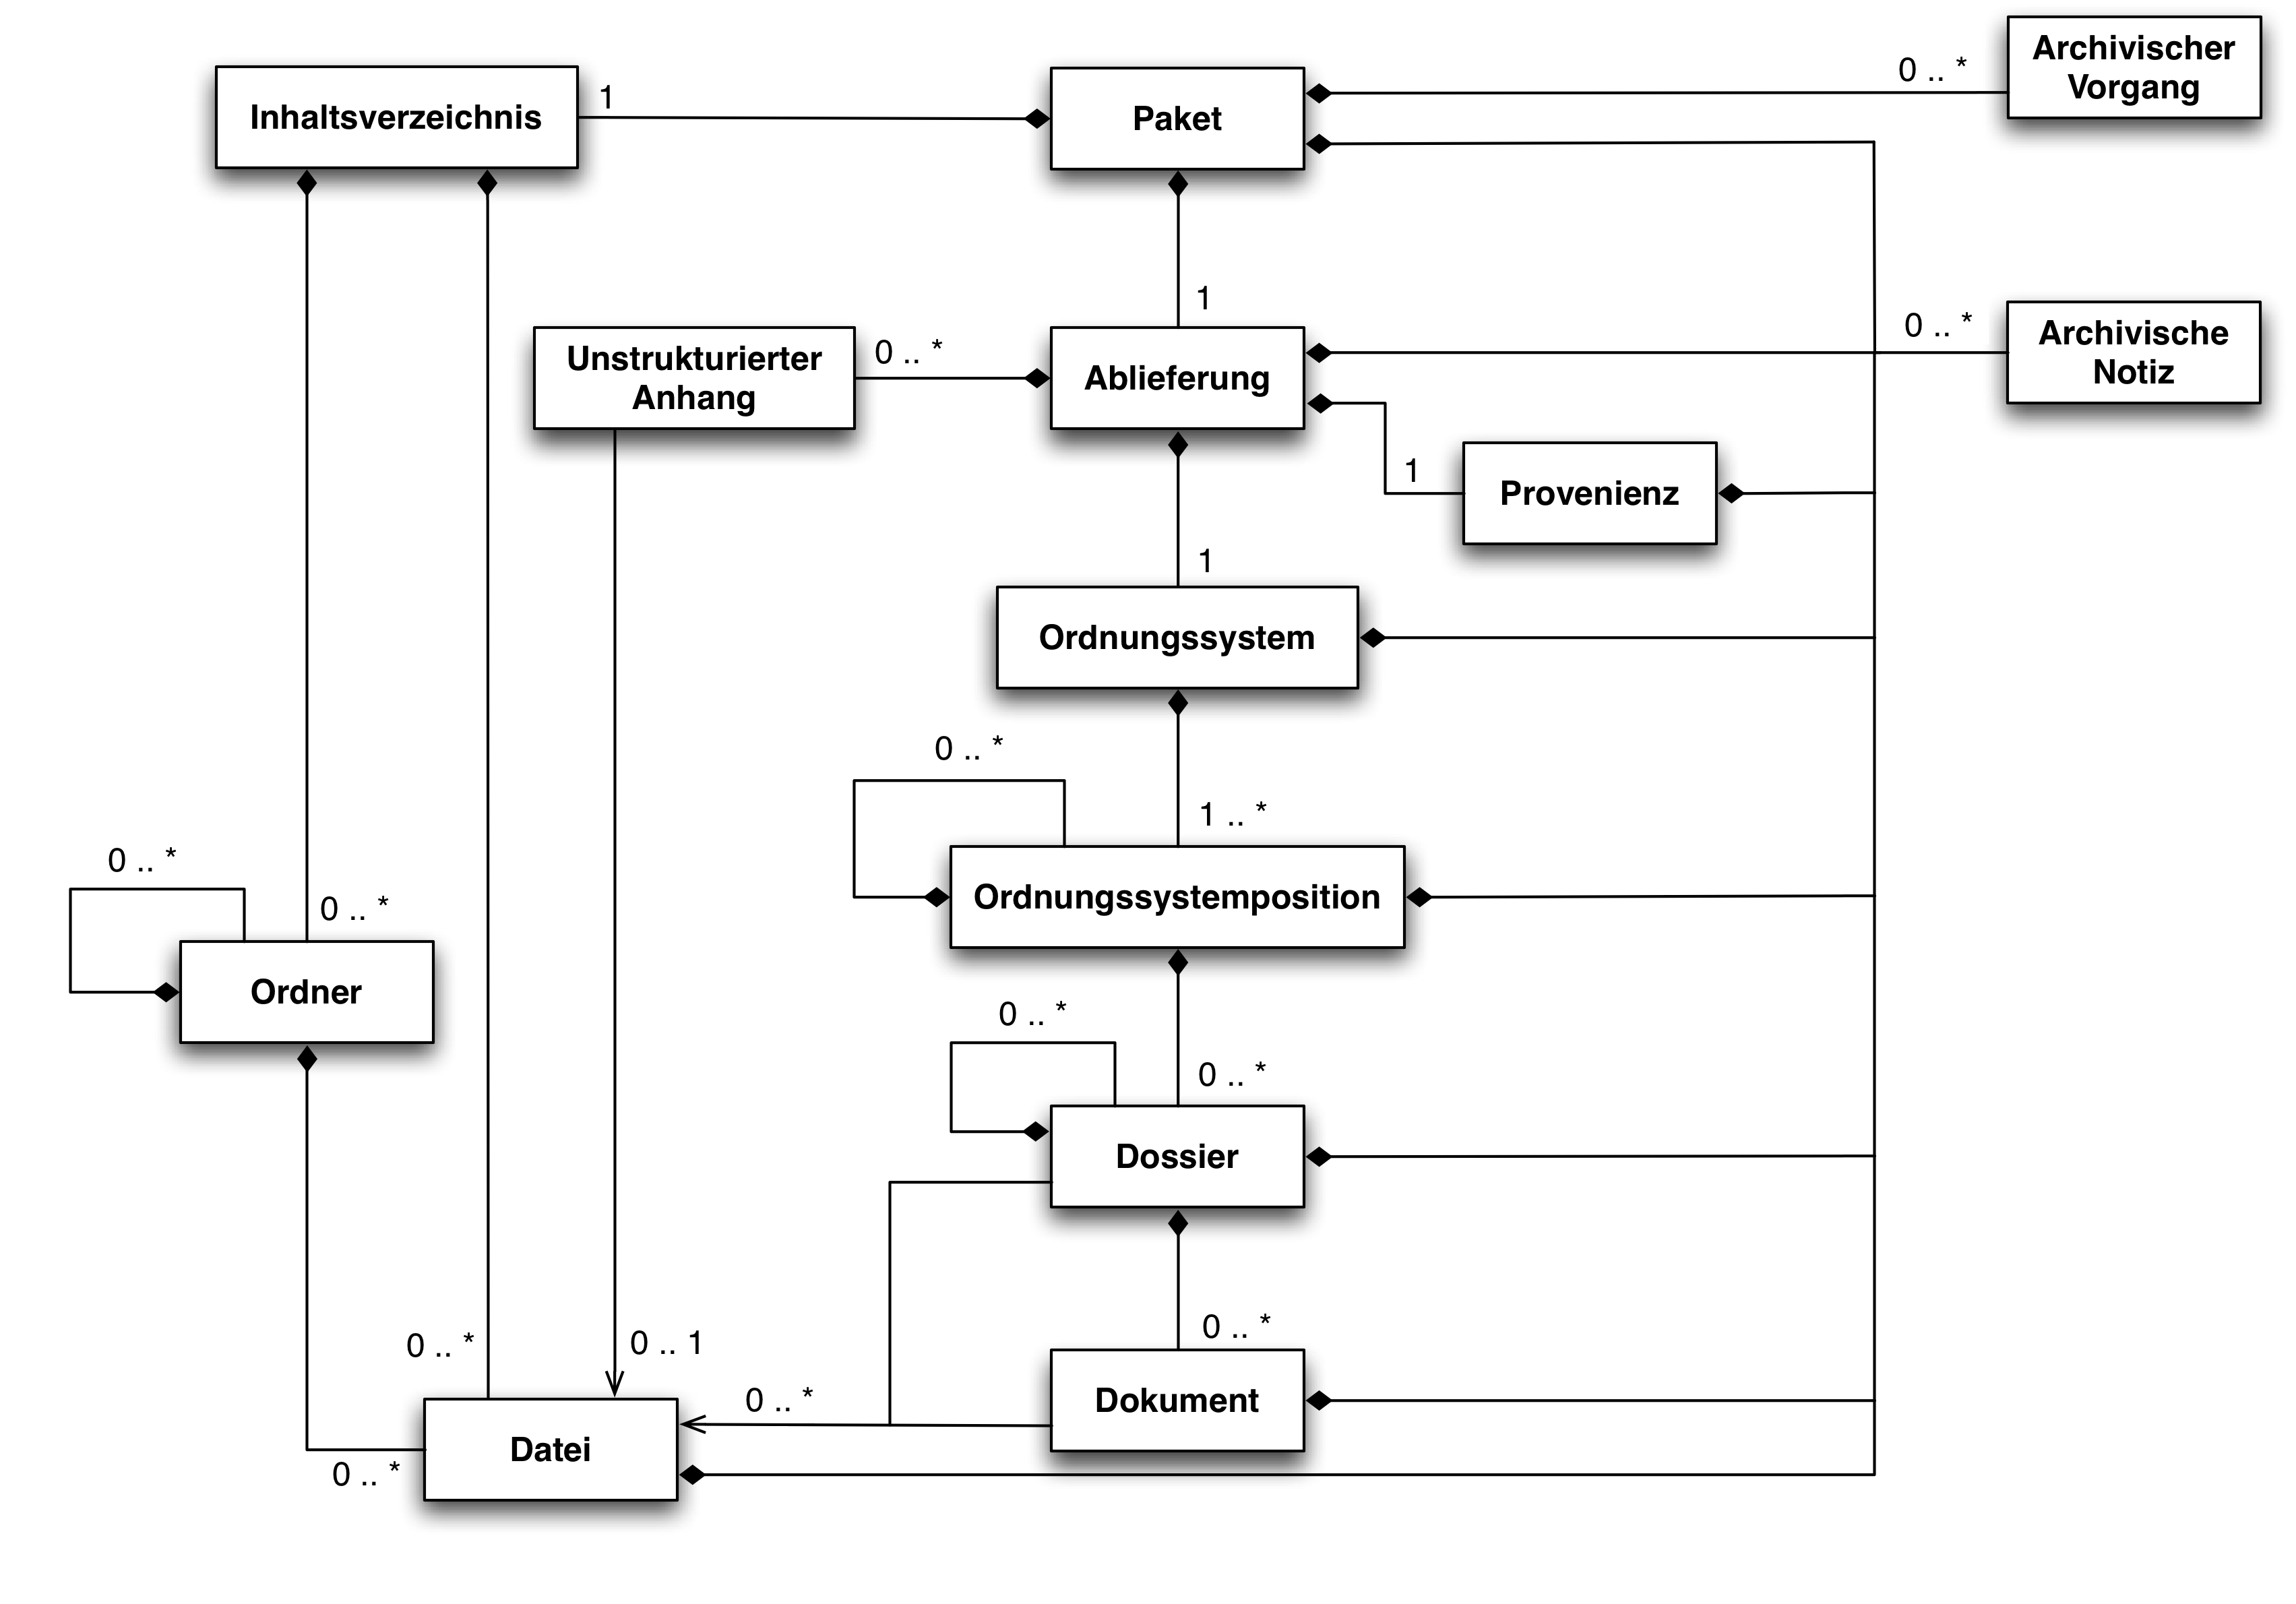 Archivischer
Vorgang
0 .. *
Inhaltsverzeichnis
1
Paket
1
0 .. *
Archivische
Notiz
Unstrukturierter
Anhang
0 .. *
Ablieferung
1
Provenienz
1
Ordnungssystem
0 .. *
1 .. *
0 .. *
Ordnungssystemposition
0 .. *
Ordner
0 .. *
0 .. *
Dossier
0 .. *
0 .. *
0 .. 1
0 .. *
Dokument
Datei
0 .. *